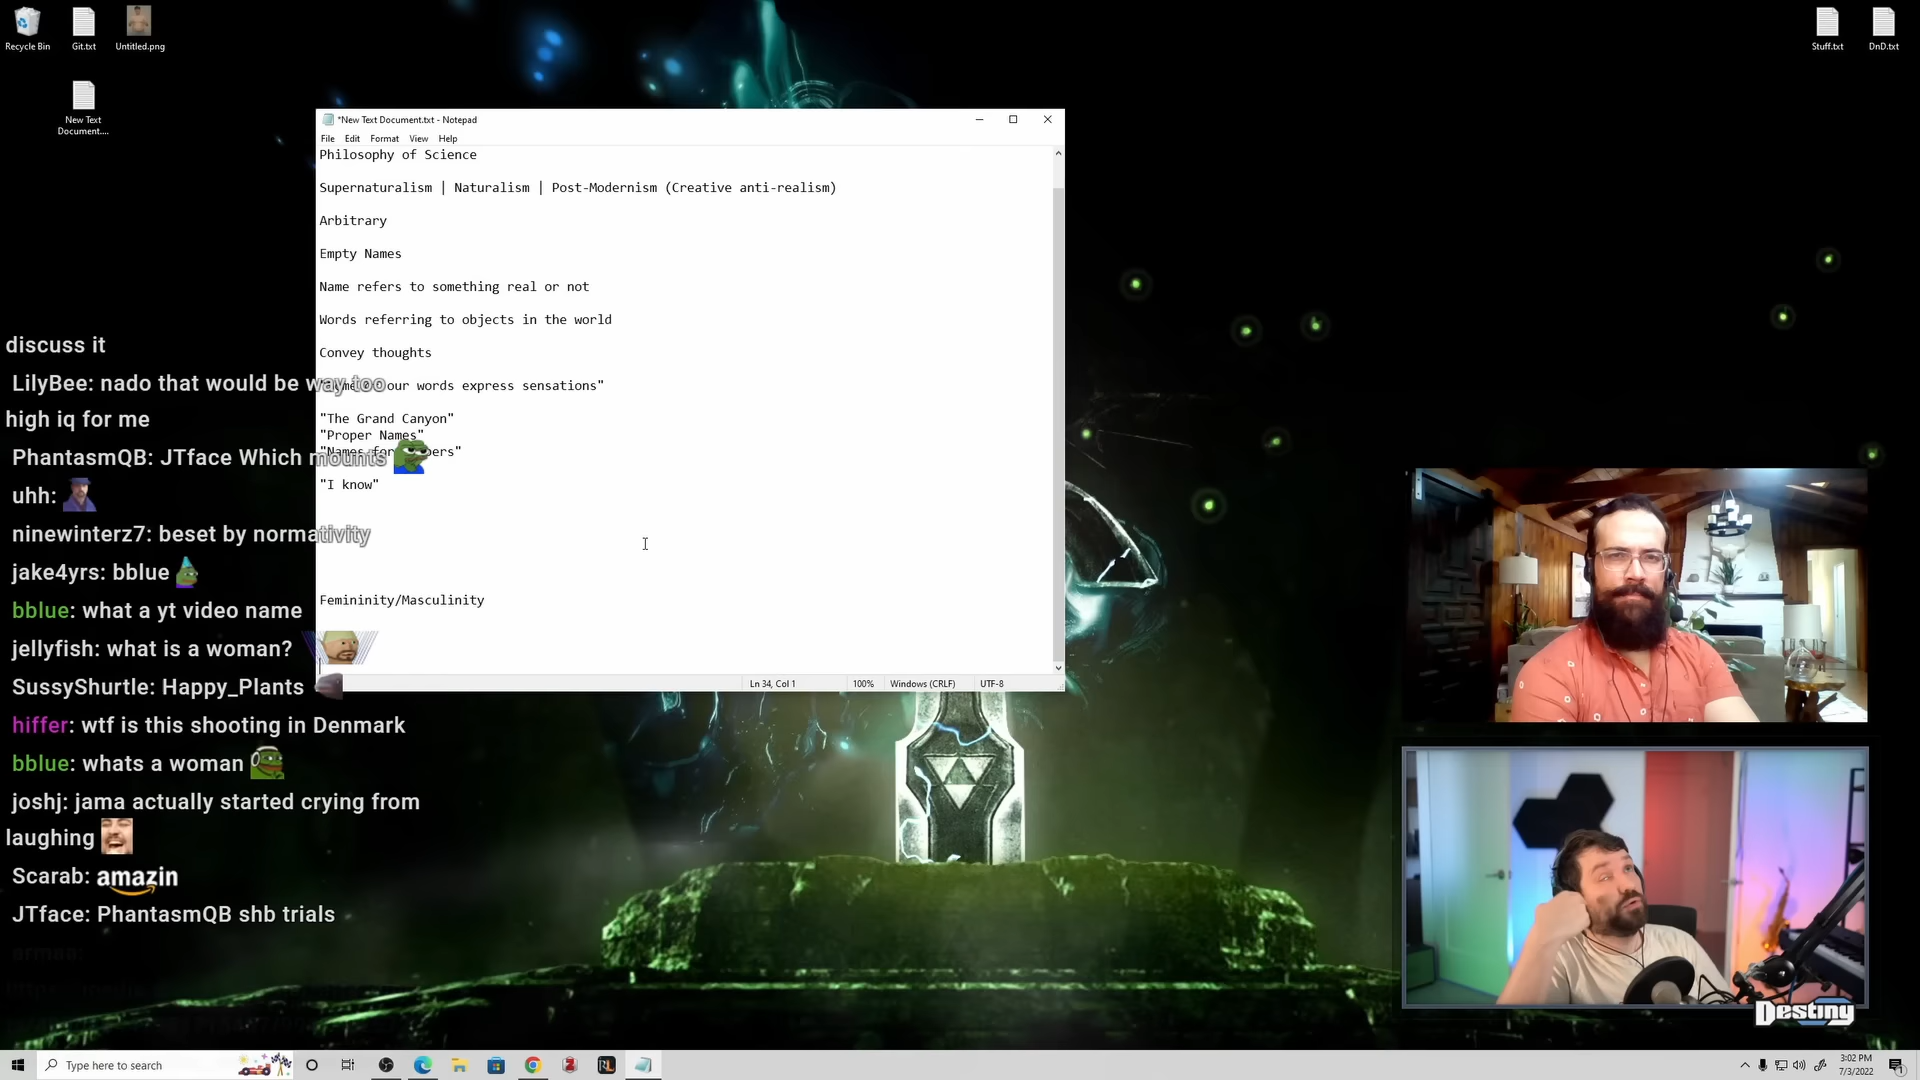 Recycle Bin
Git.txt
Untitled.png
New Text
Document....
Stuff.txt
DnD.txt
*New Text Document.txt - Notepad
File Edit Format View Help
Philosophy of Science
Supernaturalism | Naturalism | Post-Modernism (Creative anti-realism)
Arbitrary
Empty Names
Name refers to something real or not
Words referring to objects in the world
Convey thoughts
our words express sensations"
"The Grand Canyon"
"Proper Names"
"Names for
"I know"
Femininity/Masculinity
Ln 34, Col 1
100%
Windows (CRLF)
UTF-8
discuss it
LilyBee: nado that would be way too
high iq for me
PhantasmQB: JTface Which mounts
uhh:
ninewinterz7: beset by normativity
jake4yrs: bblue
bblue: what a yt video name
jellyfish: what is a woman?
SussyShurtle: Happy_Plants
hiffer: wtf is this shooting in Denmark
bblue: whats a woman
joshj: jama actually started crying from
laughing
Scarab: amazin
JTface: PhantasmQB shb trials
Destiny
Type here to search
3:02 PM
7/3/2022